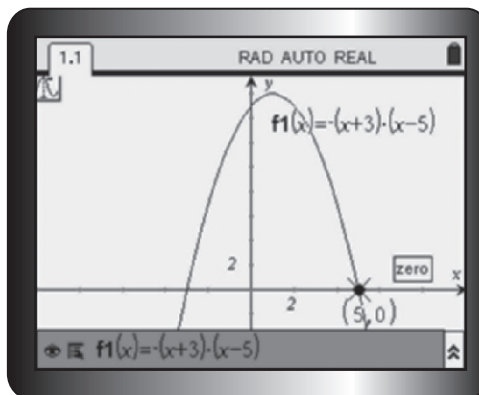 1.1 RAD AUTO REAL
y
f1(x)=-(x+3)·(x-5)
2
zero
x
2
(5,0)
f1(x)=-(x+3)·(x-5)